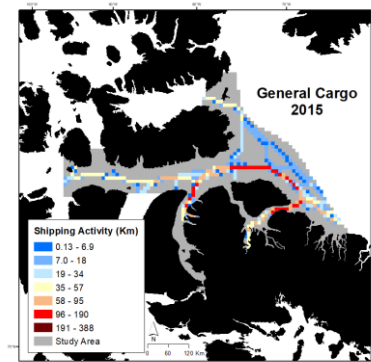 General Cargo
2015
Shipping Activity (Km)
0.13 - 6.9
7.0 - 18
19 - 34
35 - 57
58 - 95
96 - 190
191 - 388
Study Area
0 30 60 120 Km